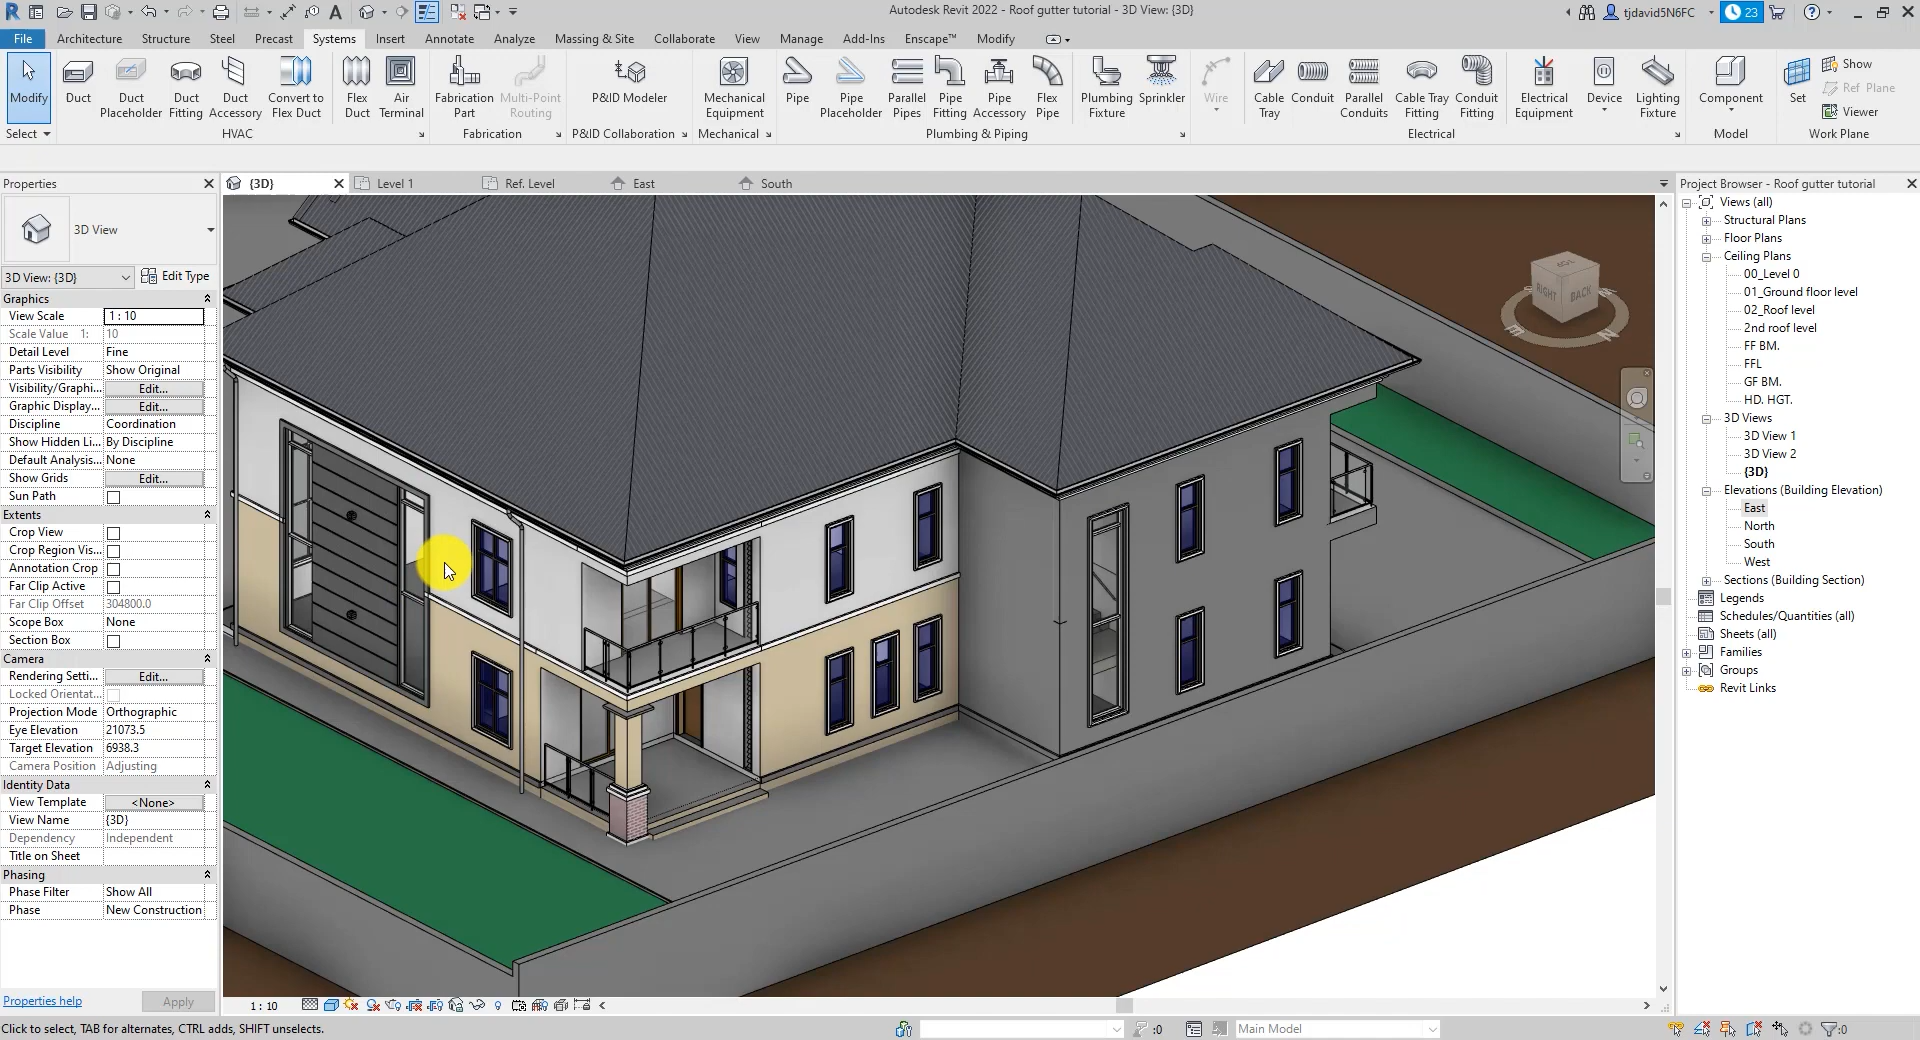 Autodesk Revit 2022 - Roof gutter tutorial - 3D View: {3D}
tjdavid5N6FC
23
File Architecture Structure Steel Precast Systems Insert Annotate Analyze Massing & Site Collaborate View Manage Add-Ins Enscape™ Modify
Modify
Duct
Duct Placeholder
Duct Fitting
Duct Accessory
Convert to Flex Duct
Flex Duct
Air Terminal
Fabrication Part
Multi-Point Routing
P&ID Modeler
Mechanical Equipment
Pipe
Pipe Placeholder
Parallel Pipes
Pipe Fitting
Pipe Accessory
Flex Pipe
Plumbing Fixture
Sprinkler
Wire
Cable Tray
Conduit
Parallel Conduits
Cable Tray Fitting
Conduit Fitting
Electrical Equipment
Device
Lighting Fixture
Component
Set
Show
Ref Plane
Viewer
Select HVAC Fabrication P&ID Collaboration Mechanical Plumbing & Piping Electrical Model Work Plane
Properties
{3D} Level 1 Ref. Level East South
3D View
3D View: {3D} Edit Type
Graphics
View Scale 1 : 10
Scale Value 1: 10
Detail Level Fine
Parts Visibility Show Original
Visibility/Graphi... Edit...
Graphic Display... Edit...
Discipline Coordination
Show Hidden Li... By Discipline
Default Analysis... None
Show Grids Edit...
Sun Path
Extents
Crop View
Crop Region Vis...
Annotation Crop
Far Clip Active
Far Clip Offset 304800.0
Scope Box None
Section Box
Camera
Rendering Setti... Edit...
Locked Orientat...
Projection Mode Orthographic
Eye Elevation 21073.5
Target Elevation 6938.3
Camera Position Adjusting
Identity Data
View Template <None>
View Name {3D}
Dependency Independent
Title on Sheet
Phasing
Phase Filter Show All
Phase New Construction
Properties help Apply
TOP
RIGHT BACK
Project Browser - Roof gutter tutorial
Views (all)
Structural Plans
Floor Plans
Ceiling Plans
00_Level 0
01_Ground floor level
02_Roof level
2nd roof level
FF BM.
FFL
GF BM.
HD. HGT.
3D Views
3D View 1
3D View 2
{3D}
Elevations (Building Elevation)
East
North
South
West
Sections (Building Section)
Legends
Schedules/Quantities (all)
Sheets (all)
Families
Groups
Revit Links
1 : 10
Click to select, TAB for alternates, CTRL adds, SHIFT unselects.
:0
Main Model
:0